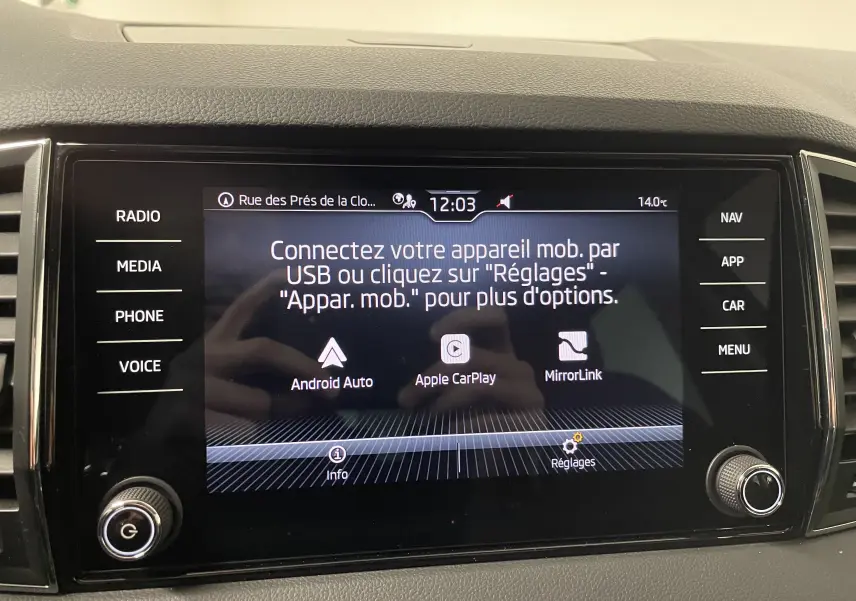 Rue des Prés de la Clo... 12:03 14.0°c
RADIO
MEDIA
PHONE
VOICE
Connectez votre appareil mob. par
USB ou cliquez sur "Réglages" -
"Appar. mob." pour plus d'options.
Android Auto
Apple CarPlay
MirrorLink
Info
Réglages
NAV
APP
CAR
MENU